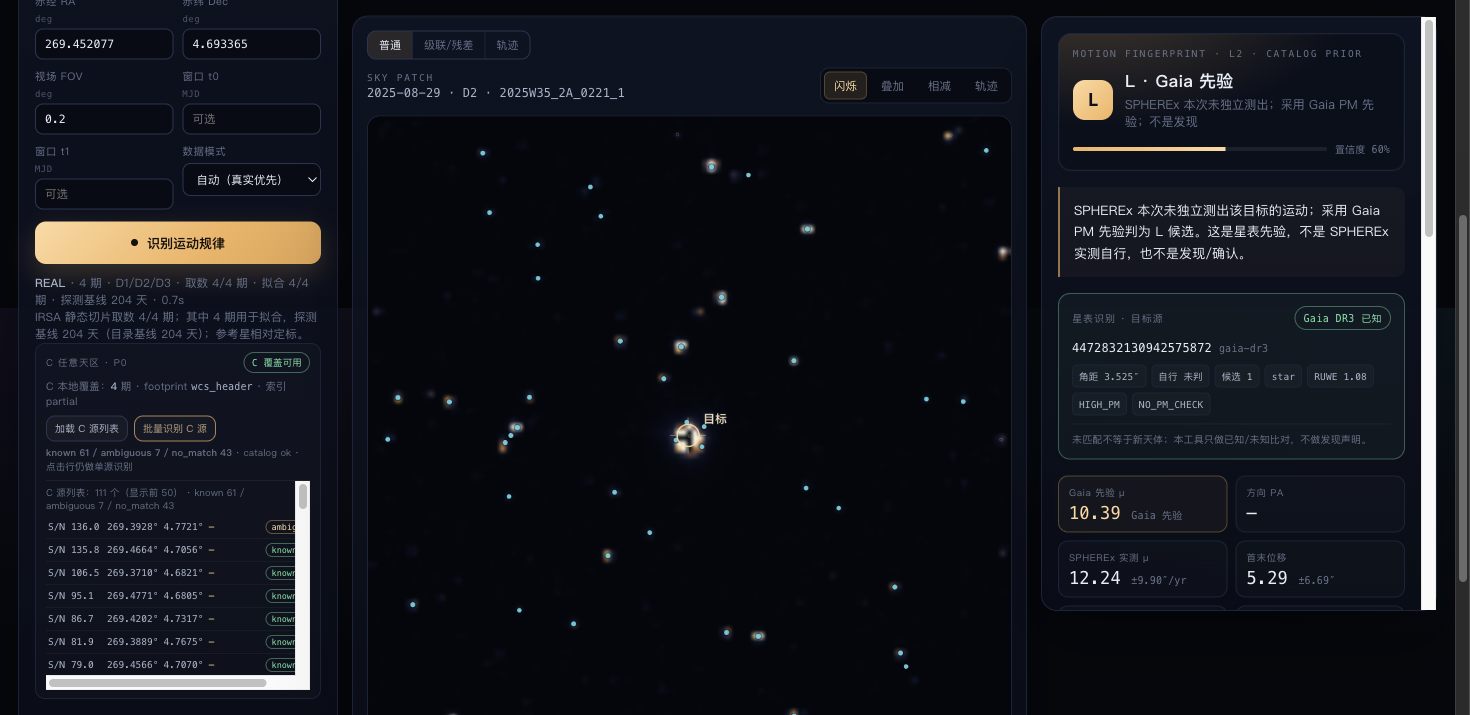 赤经 RA
赤纬 Dec
deg
deg
269.452077
4.693365
视场 FOV
窗口 t0
deg
MJD
0.2
可选
窗口 t1
数据模式
MJD
可选
自动（真实优先）
识别运动规律
REAL · 4 期 · D1/D2/D3 · 取数 4/4 期 · 拟合 4/4
期 · 探测基线 204 天 · 0.7s
IRSA 静态切片取数 4/4 期；其中 4 期用于拟合，探测
基线 204 天（目录基线 204 天）；参考星相对定标。
C 任意天区 · P0
C 覆盖可用
C 本地覆盖：4 期 · footprint wcs_header · 索引
partial
加载 C 源列表
批量识别 C 源
known 61 / ambiguous 7 / no_match 43 · catalog ok ·
点击行仍做单源识别
C 源列表：111 个（显示前 50） · known 61 /
ambiguous 7 / no_match 43
S/N 136.0 269.3928° 4.7721° — ambig
S/N 135.8 269.4664° 4.7056° — known
S/N 106.5 269.3710° 4.6821° — known
S/N 95.1 269.4771° 4.6805° — known
S/N 86.7 269.4202° 4.7317° — known
S/N 81.9 269.3889° 4.7675° — known
S/N 79.0 269.4566° 4.7070° — known
普通
级联/残差
轨迹
SKY PATCH
2025-08-29 · D2 · 2025W35_2A_0221_1
闪烁
叠加
相减
轨迹
目标
MOTION FINGERPRINT · L2 · CATALOG PRIOR
L
L · Gaia 先验
SPHEREx 本次未独立测出；采用 Gaia PM 先
验；不是发现
置信度 60%
SPHEREx 本次未独立测出该目标的运动；采用 Gaia
PM 先验判为 L 候选。这是星表先验，不是 SPHEREx
实测自行，也不是发现/确认。
星表识别 · 目标源
Gaia DR3 已知
4472832130942575872 gaia-dr3
角距 3.525″
自行 未判
候选 1
star
RUWE 1.08
HIGH_PM
NO_PM_CHECK
未匹配不等于新天体；本工具只做已知/未知比对，不做发现声明。
Gaia 先验 μ
方向 PA
10.39 Gaia 先验
—
SPHEREx 实测 μ
首末位移
12.24 ±9.90″/yr
5.29 ±6.69″